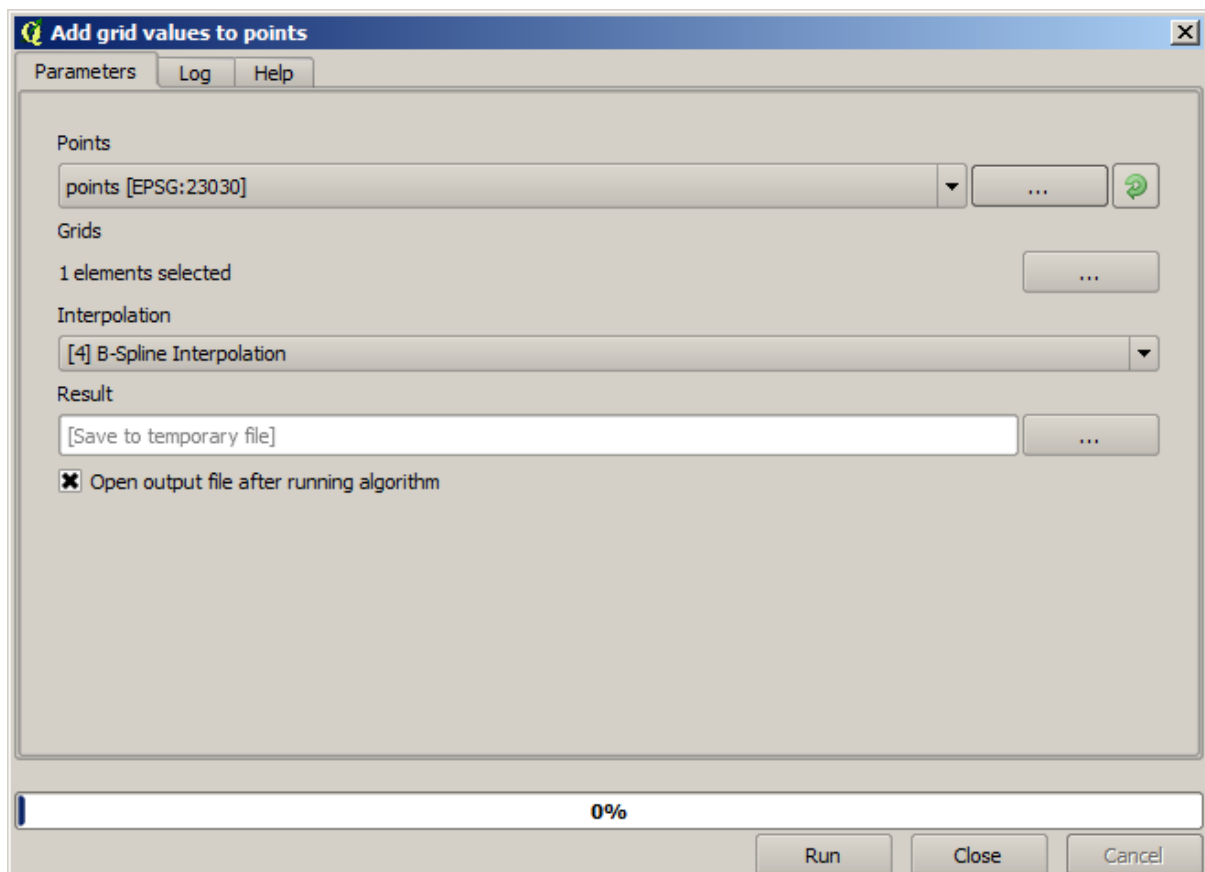 Add grid values to points
Parameters Log Help
Points
points [EPSG:23030] ...
Grids
1 elements selected ...
Interpolation
[4] B-Spline Interpolation
Result
[Save to temporary file] ...
Open output file after running algorithm
0%
Run Close Cancel